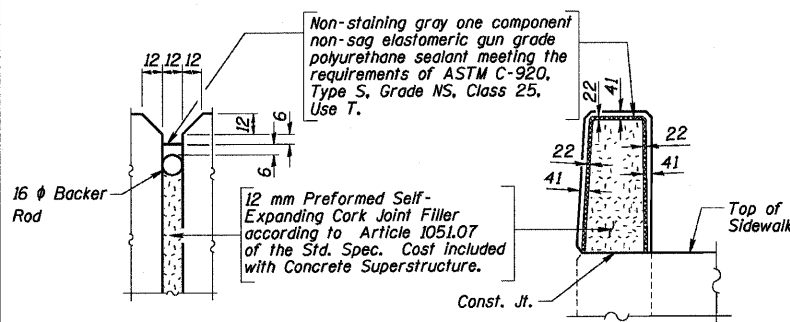 Non-staining gray one component
non-sag elastomeric gun grade
polyurethane sealant meeting the
requirements of ASTM C-920,
Type S, Grade NS, Class 25,
Use T.
12 12 12
12
6
6
16 ϕ Backer
Rod
12 mm Preformed Self-
Expanding Cork Joint Filler
according to Article 1051.07
of the Std. Spec. Cost included
with Concrete Superstructure.
22
41
22
41
22
41
Top of
Sidewalk
Const. Jt.